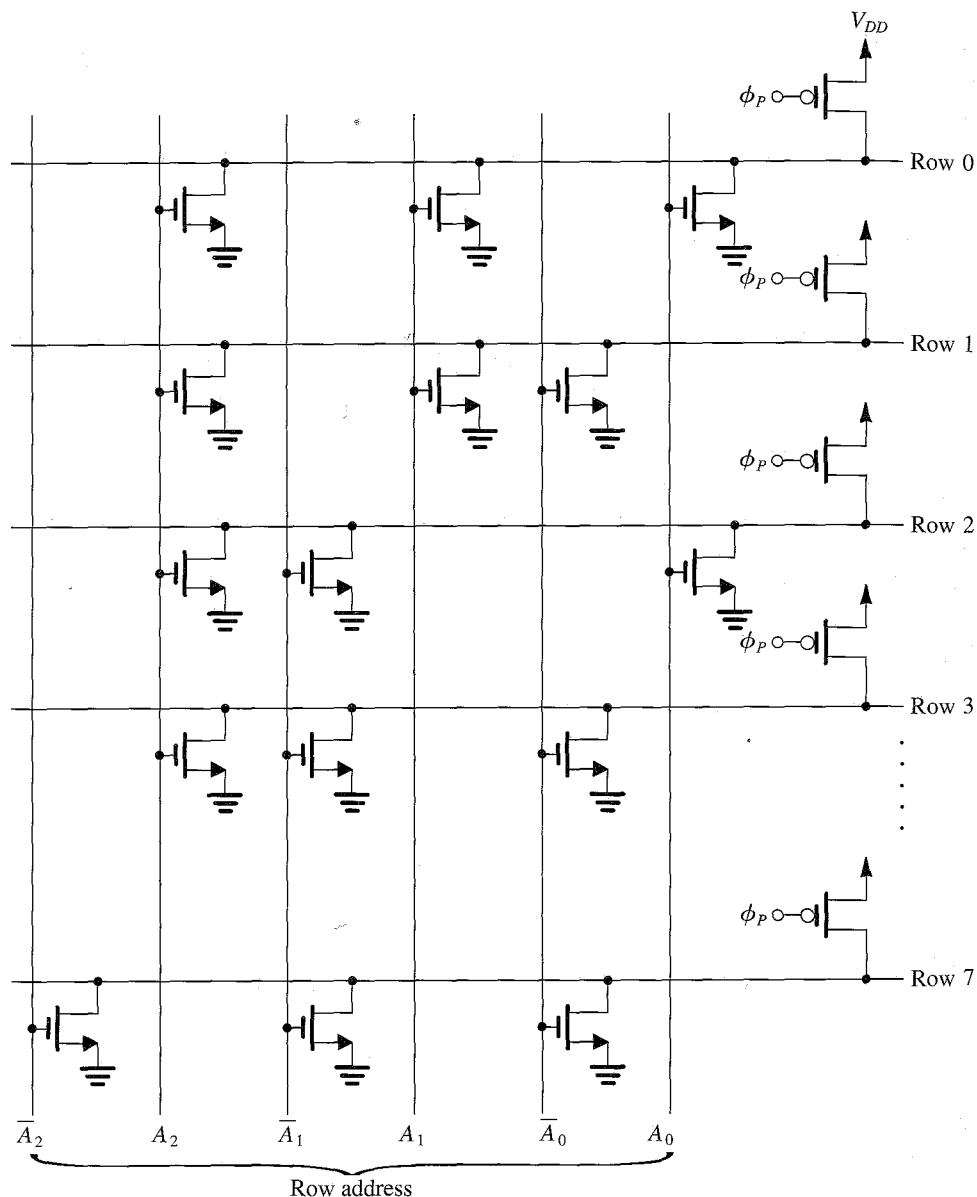 V_DD
ϕ_P
Row 0
ϕ_P
Row 1
ϕ_P
Row 2
ϕ_P
Row 3
ϕ_P
Row 7
A̅_2 A_2 A̅_1 A_1 A̅_0 A_0
Row address